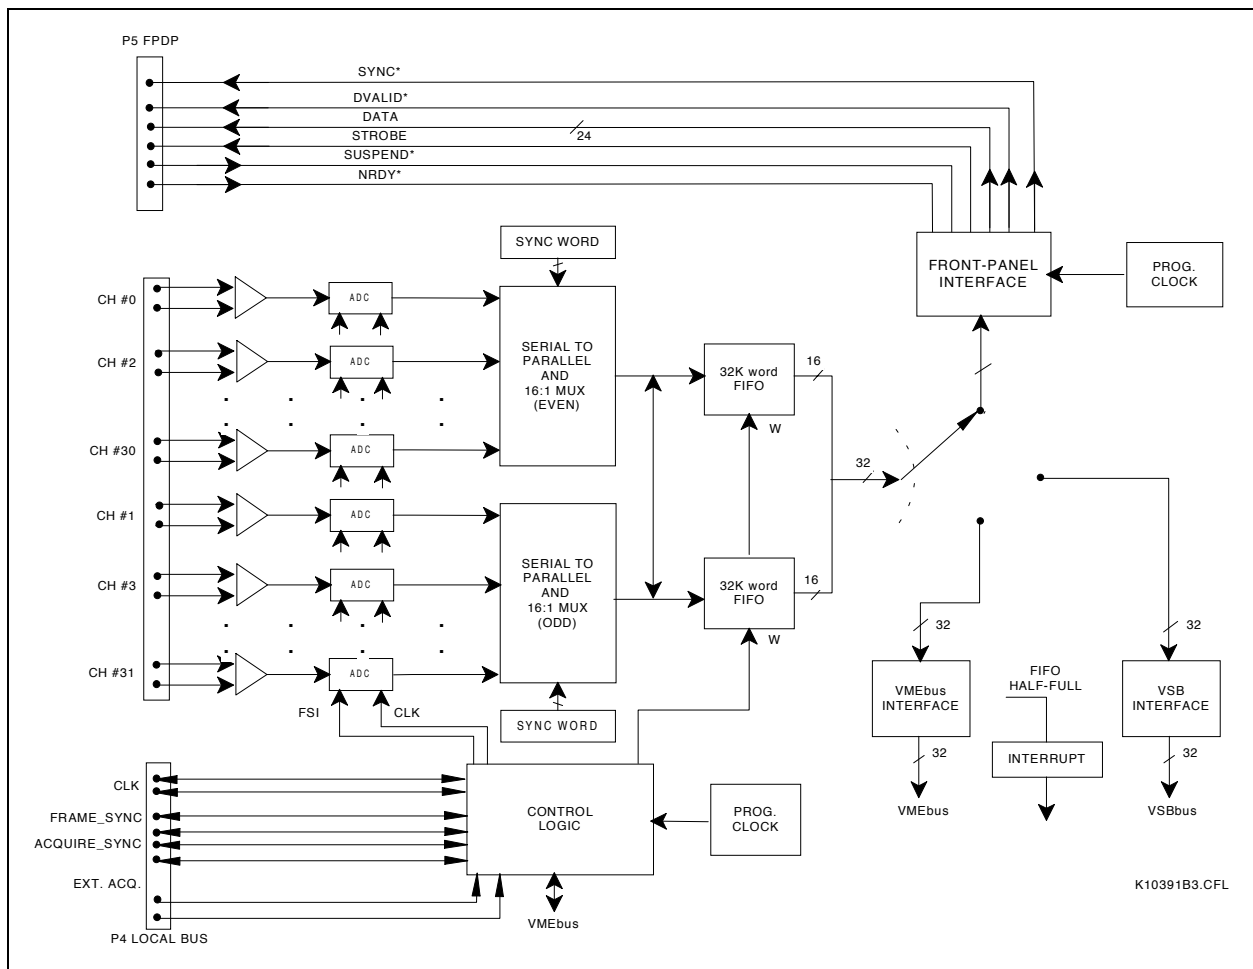 P5 FPDP
SYNC*
DVALID*
DATA
24
STROBE
SUSPEND*
NRDY*
SYNC WORD
FRONT-PANEL
INTERFACE
PROG.
CLOCK
CH #0
ADC
CH #2
ADC
SERIAL TO
PARALLEL
AND
16:1 MUX
(EVEN)
32K word
FIFO
16
W
CH #30
ADC
32
CH #1
ADC
CH #3
ADC
SERIAL TO
PARALLEL
AND
16:1 MUX
(ODD)
32K word
FIFO
16
W
CH #31
ADC
32
32
VMEbus
INTERFACE
FIFO
HALF-FULL
VSB
INTERFACE
FSI
CLK
SYNC WORD
32
INTERRUPT
32
VMEbus
VSBbus
CLK
FRAME_SYNC
ACQUIRE_SYNC
EXT. ACQ.
CONTROL
LOGIC
PROG.
CLOCK
VMEbus
P4 LOCAL BUS
K10391B3.CFL